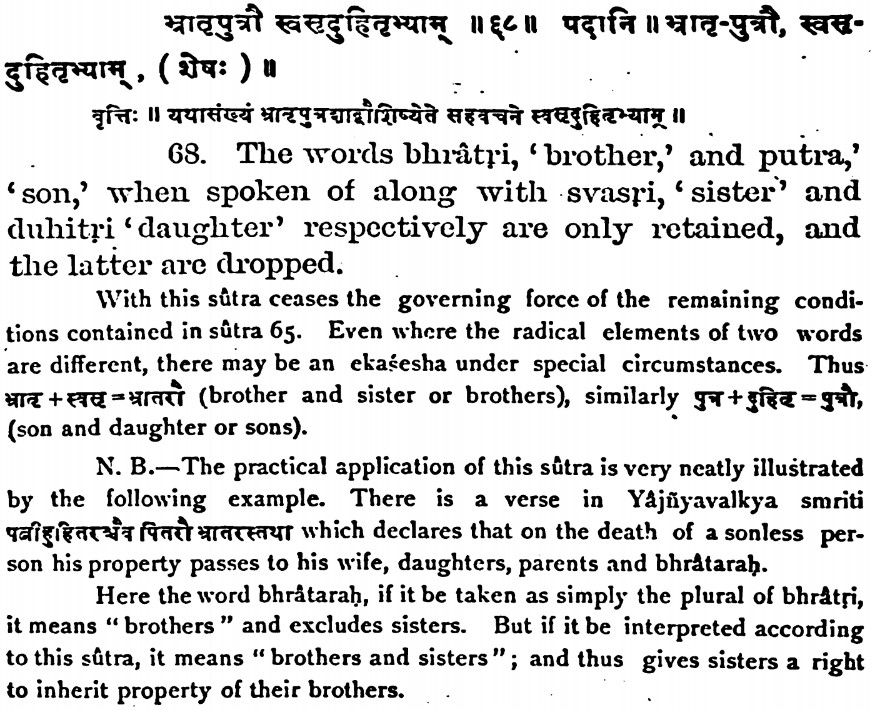 भ्रातृपुत्रौ स्वसृदुहितृभ्याम् ॥६८॥ पदानि ॥ भ्रातृ-पुत्रौ, स्वसृ-
दुहितृभ्याम्, ( शेषः ) ॥
वृत्तिः ॥ यथासंख्यं भ्रातृपुत्रशब्दौशिष्येते सहवचने स्वसृदुहितृभ्याम् ॥
68. The words bhrâtṛi, ‘brother,’ and putra,’
‘son,’ when spoken of along with svasṛi, ‘sister’ and
duhitṛi ‘daughter’ respectively are only retained, and
the latter are dropped.
With this sûtra ceases the governing force of the remaining condi-
tions contained in sûtra 65. Even where the radical elements of two words
are different, there may be an ekaśesha under special circumstances. Thus
भ्रातृ + स्वसृ = भ्रातरौ (brother and sister or brothers), similarly पुत्र + दुहितृ = पुत्रौ,
(son and daughter or sons).
N. B.—The practical application of this sûtra is very neatly illustrated
by the following example. There is a verse in Yâjñyavalkya smriti
पत्नीदुहितरश्चैव पितरौ भ्रातरस्तथा which declares that on the death of a sonless per-
son his property passes to his wife, daughters, parents and bhrâtaraḥ.
Here the word bhrâtaraḥ, if it be taken as simply the plural of bhrâtṛi,
it means “brothers” and excludes sisters. But if it be interpreted according
to this sûtra, it means “brothers and sisters”; and thus gives sisters a right
to inherit property of their brothers.